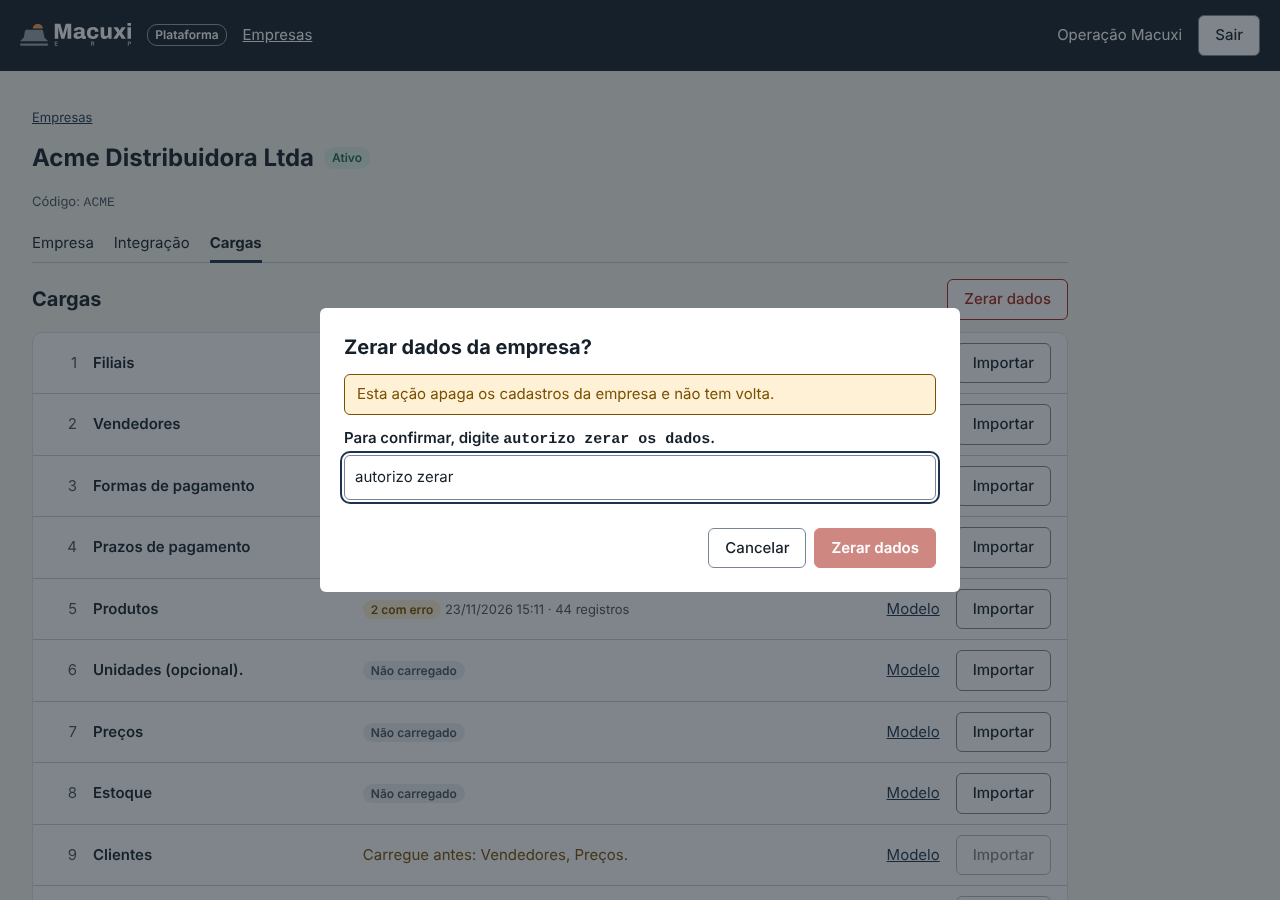 Macuxi
E R P
Plataforma
Empresas
Operação Macuxi
Sair
Empresas
Acme Distribuidora Ltda
Ativo
Código: ACME
Empresa
Integração
Cargas
Cargas
Zerar dados
1 Filiais Importar
2 Vendedores Importar
3 Formas de pagamento Importar
4 Prazos de pagamento Importar
Zerar dados da empresa?
Esta ação apaga os cadastros da empresa e não tem volta.
Para confirmar, digite autorizo zerar os dados.
autorizo zerar
Cancelar
Zerar dados
5 Produtos 2 com erro 23/11/2026 15:11 · 44 registros Modelo Importar
6 Unidades (opcional). Não carregado Modelo Importar
7 Preços Não carregado Modelo Importar
8 Estoque Não carregado Modelo Importar
9 Clientes Carregue antes: Vendedores, Preços. Modelo Importar